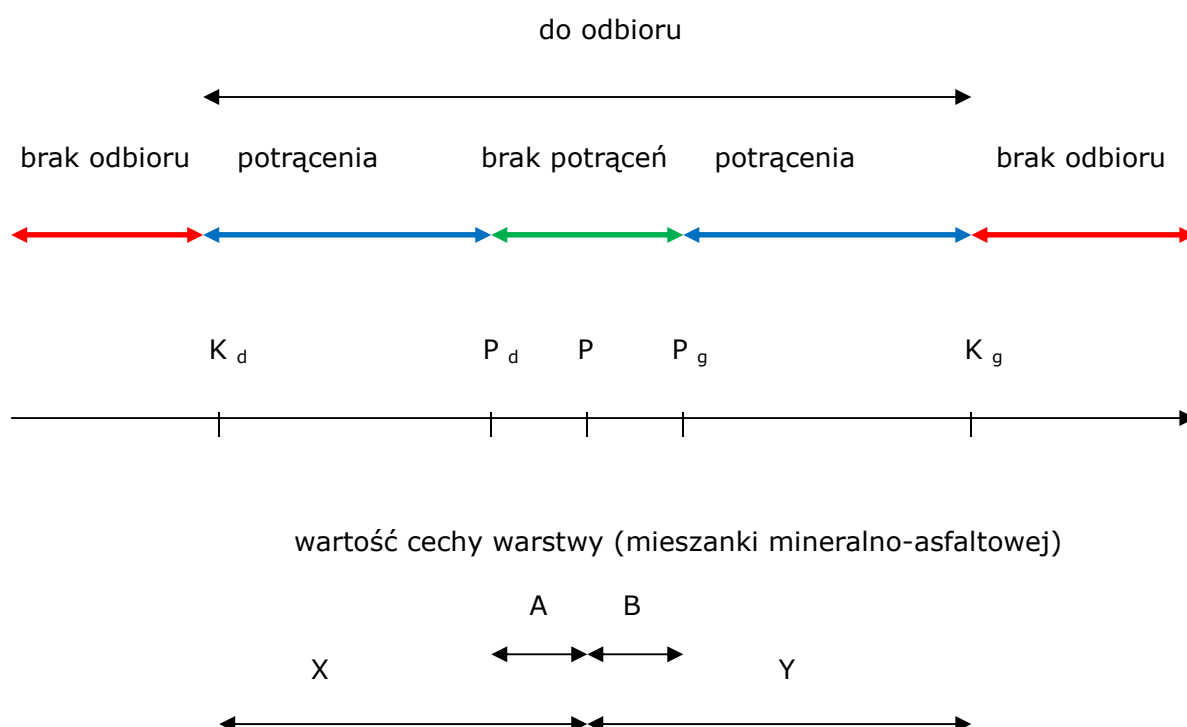 do odbioru
brak odbioru potrącenia brak potrąceń potrącenia brak odbioru
K d P d P P g K g
wartość cechy warstwy (mieszanki mineralno-asfaltowej)
A B
X Y